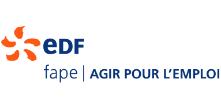 eDF
fape | AGIR POUR L'EMPLOI